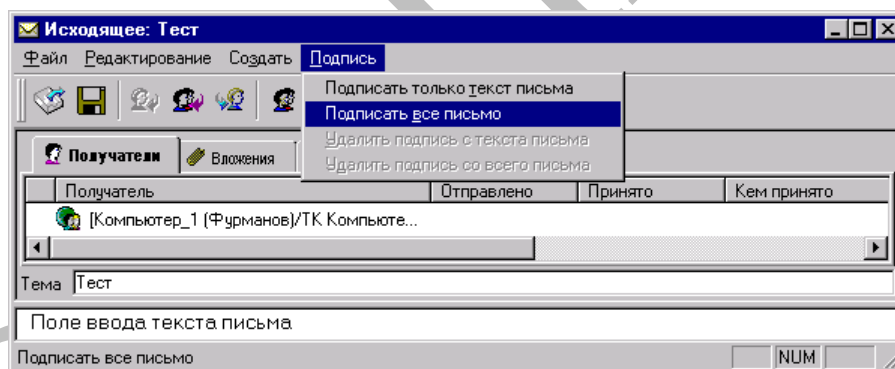 Исходящее: Тест
Файл Редактирование Создать Подпись
Подписать только текст письма
Подписать все письмо
Удалить подпись с текста письма
Удалить подпись со всего письма
Получатели Вложения
Получатель Отправлено Принято Кем принято
[Компьютер_1 (Фурманов)/ТК Компьюте...
Тема Тест
Поле ввода текста письма
Подписать все письмо NUM